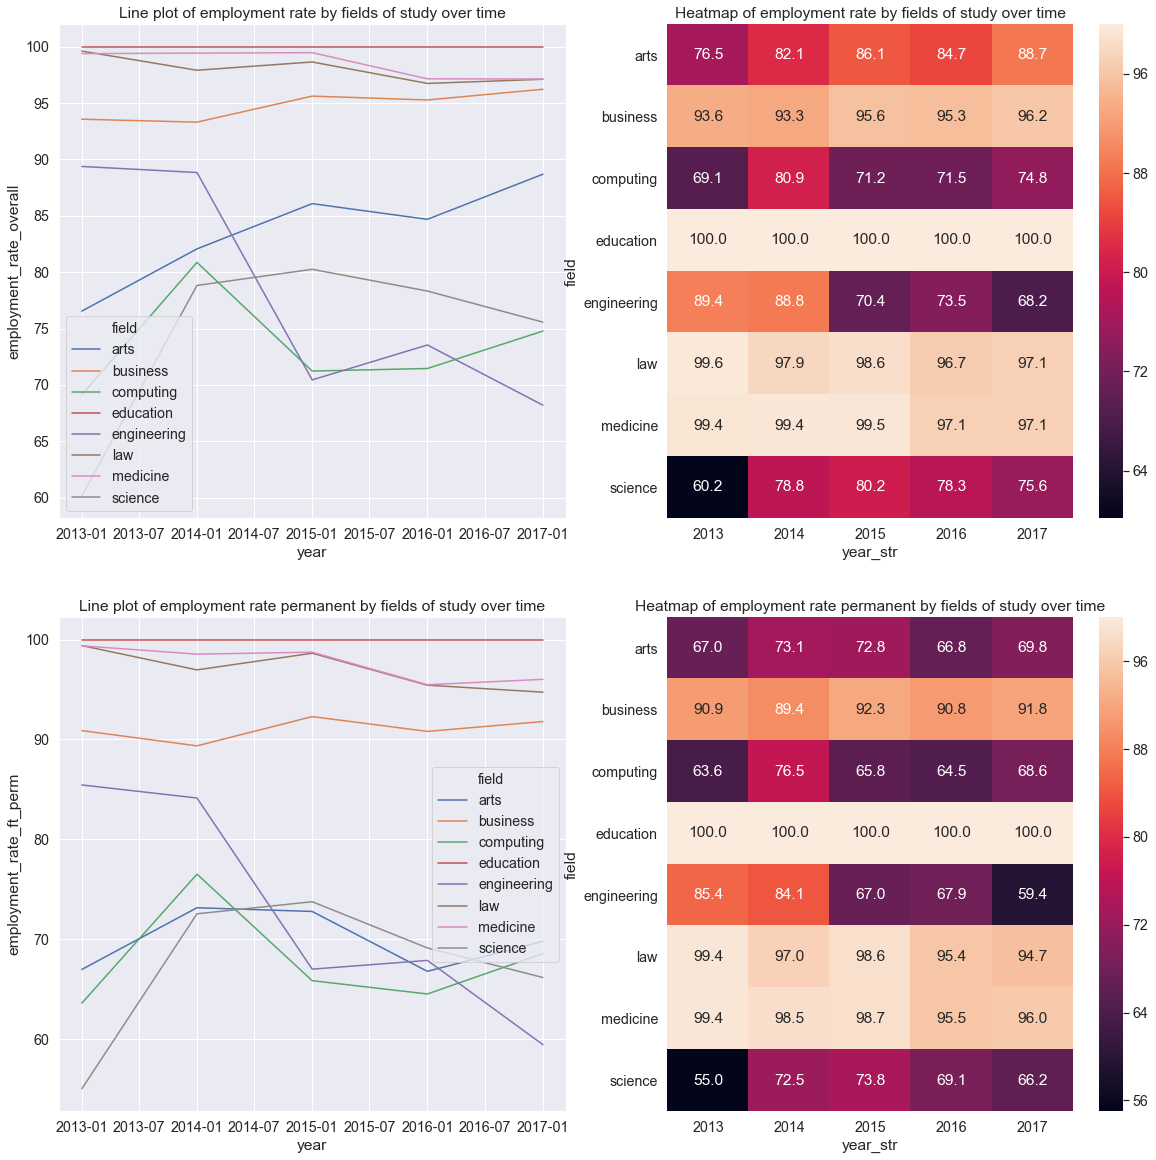 Line plot of employment rate by fields of study over time
100
95
90
85
80
75
70
65
60
employment_rate_overall
field
arts
business
computing
education
engineering
law
medicine
science
2013-01 2013-07 2014-01 2014-07 2015-01 2015-07 2016-01 2016-07 2017-01
year
Heatmap of employment rate by fields of study over time
field
arts 76.5 82.1 86.1 84.7 88.7
business 93.6 93.3 95.6 95.3 96.2
computing 69.1 80.9 71.2 71.5 74.8
education 100.0 100.0 100.0 100.0 100.0
engineering 89.4 88.8 70.4 73.5 68.2
law 99.6 97.9 98.6 96.7 97.1
medicine 99.4 99.4 99.5 97.1 97.1
science 60.2 78.8 80.2 78.3 75.6
2013 2014 2015 2016 2017
year_str
96
88
80
72
64
Line plot of employment rate permanent by fields of study over time
100
90
80
70
60
employment_rate_ft_perm
field
arts
business
computing
education
engineering
law
medicine
science
2013-01 2013-07 2014-01 2014-07 2015-01 2015-07 2016-01 2016-07 2017-01
year
Heatmap of employment rate permanent by fields of study over time
field
arts 67.0 73.1 72.8 66.8 69.8
business 90.9 89.4 92.3 90.8 91.8
computing 63.6 76.5 65.8 64.5 68.6
education 100.0 100.0 100.0 100.0 100.0
engineering 85.4 84.1 67.0 67.9 59.4
law 99.4 97.0 98.6 95.4 94.7
medicine 99.4 98.5 98.7 95.5 96.0
science 55.0 72.5 73.8 69.1 66.2
2013 2014 2015 2016 2017
year_str
96
88
80
72
64
56